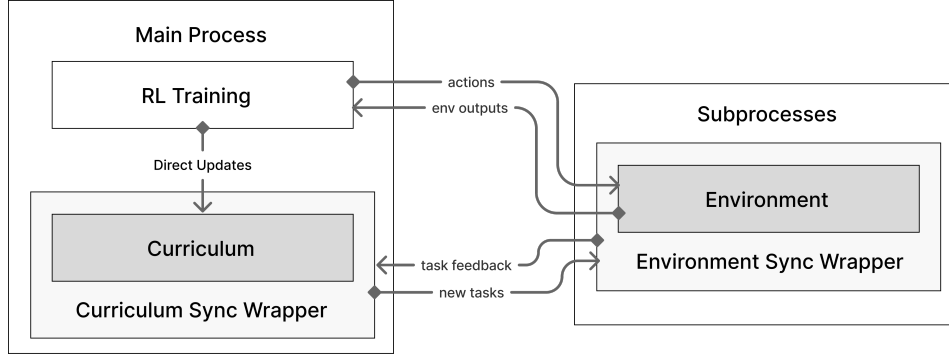 Main Process
RL Training
Direct Updates
Curriculum
Curriculum Sync Wrapper
actions
env outputs
task feedback
new tasks
Subprocesses
Environment
Environment Sync Wrapper